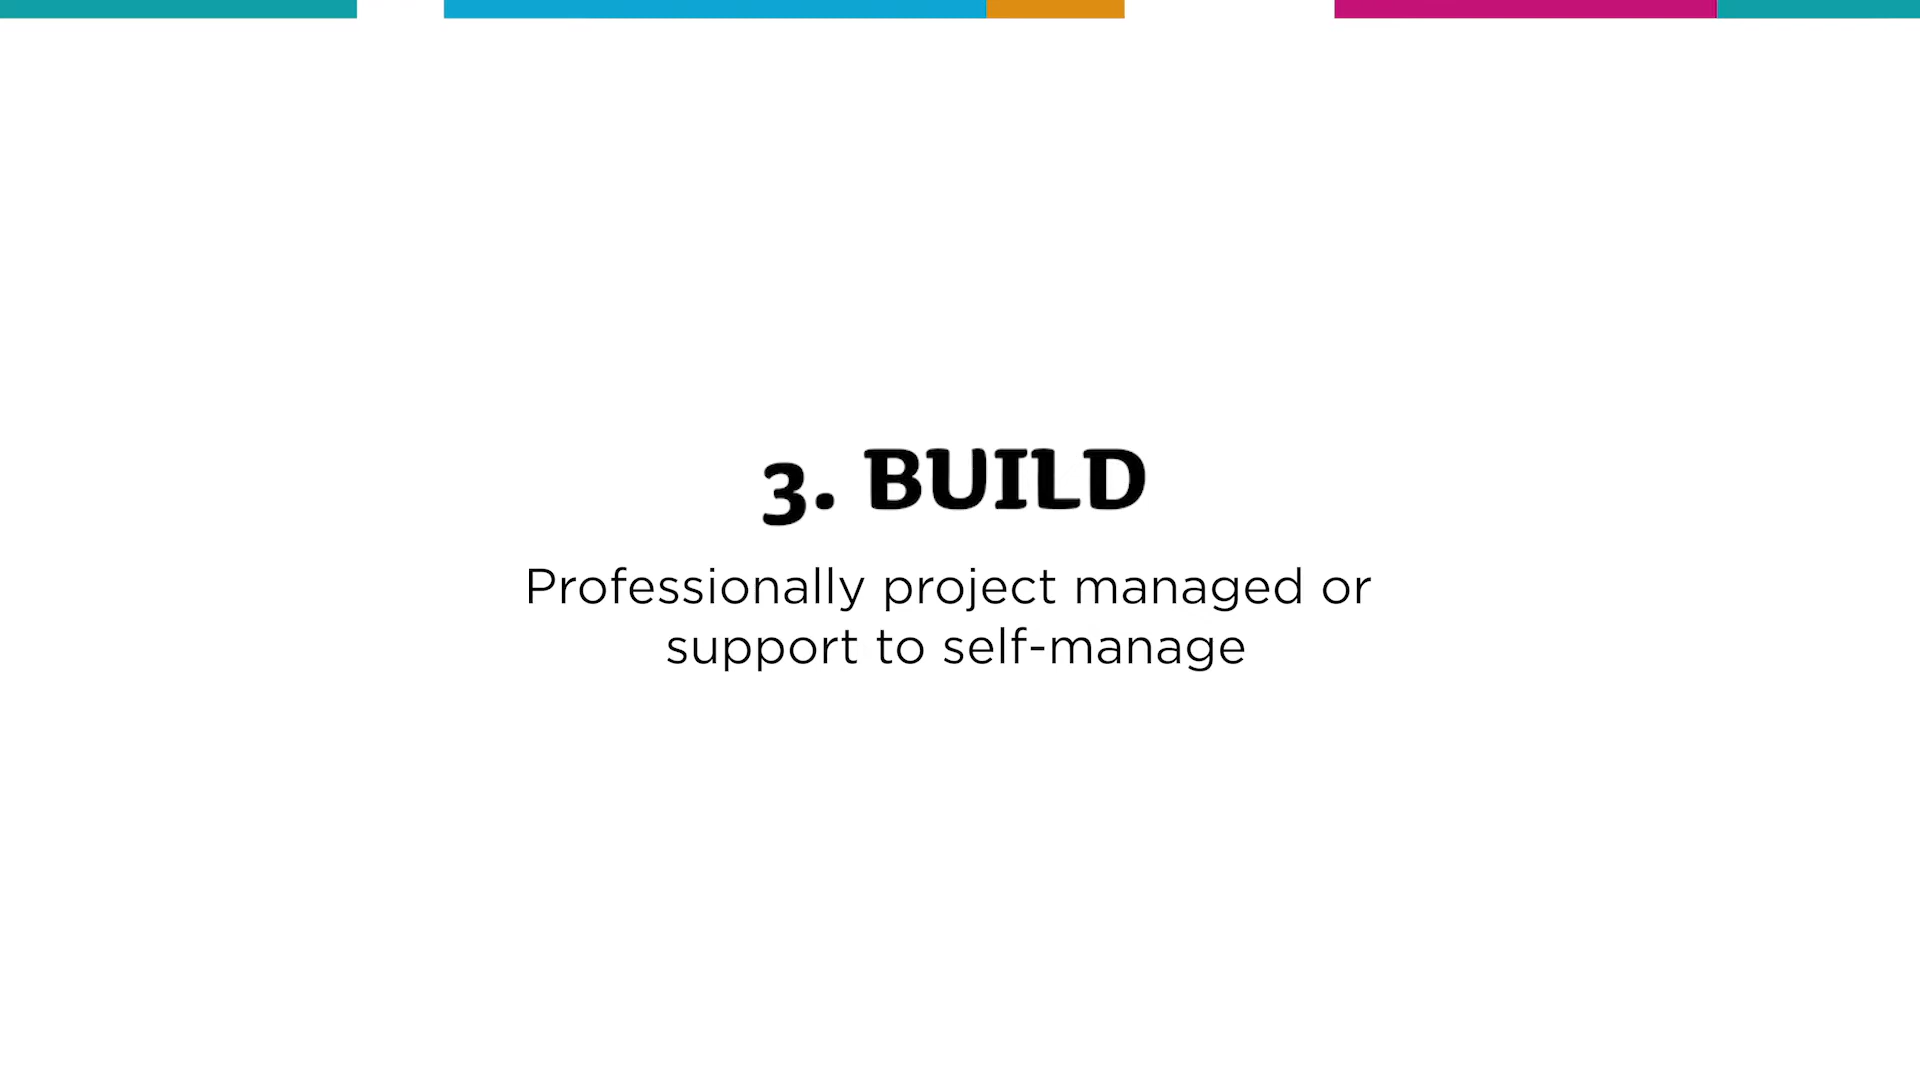 3. BUILD
Professionally project managed or
support to self-manage